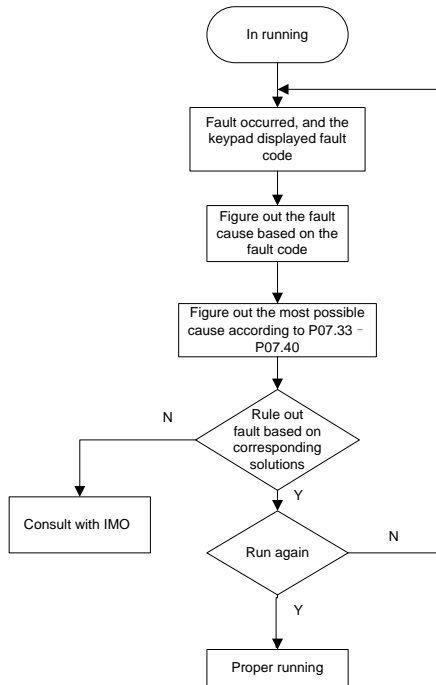 In running
Fault occurred, and the
keypad displayed fault
code
Figure out the fault
cause based on the
fault code
Figure out the most possible
cause according to P07.33 –
P07.40
N
Rule out
fault based on
corresponding
solutions
Y
Consult with IMO
Run again
N
Y
Proper running